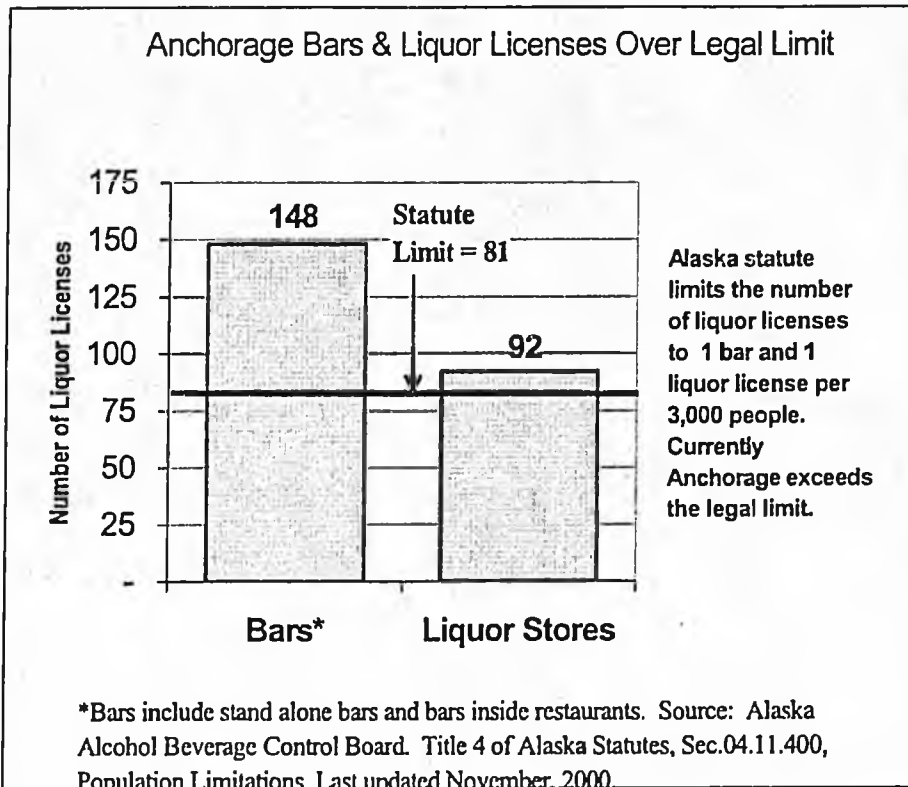 Anchorage Bars & Liquor Licenses Over Legal Limit
Number of Liquor Licenses
175
150
125
100
75
50
25
-
148
Statute
Limit = 81
92
Bars*
Liquor Stores
Alaska statute
limits the number
of liquor licenses
to 1 bar and 1
liquor license per
3,000 people.
Currently
Anchorage exceeds
the legal limit.
*Bars include stand alone bars and bars inside restaurants. Source: Alaska
Alcohol Beverage Control Board. Title 4 of Alaska Statutes, Sec.04.11.400,
Population Limitations. Last updated November, 2000.